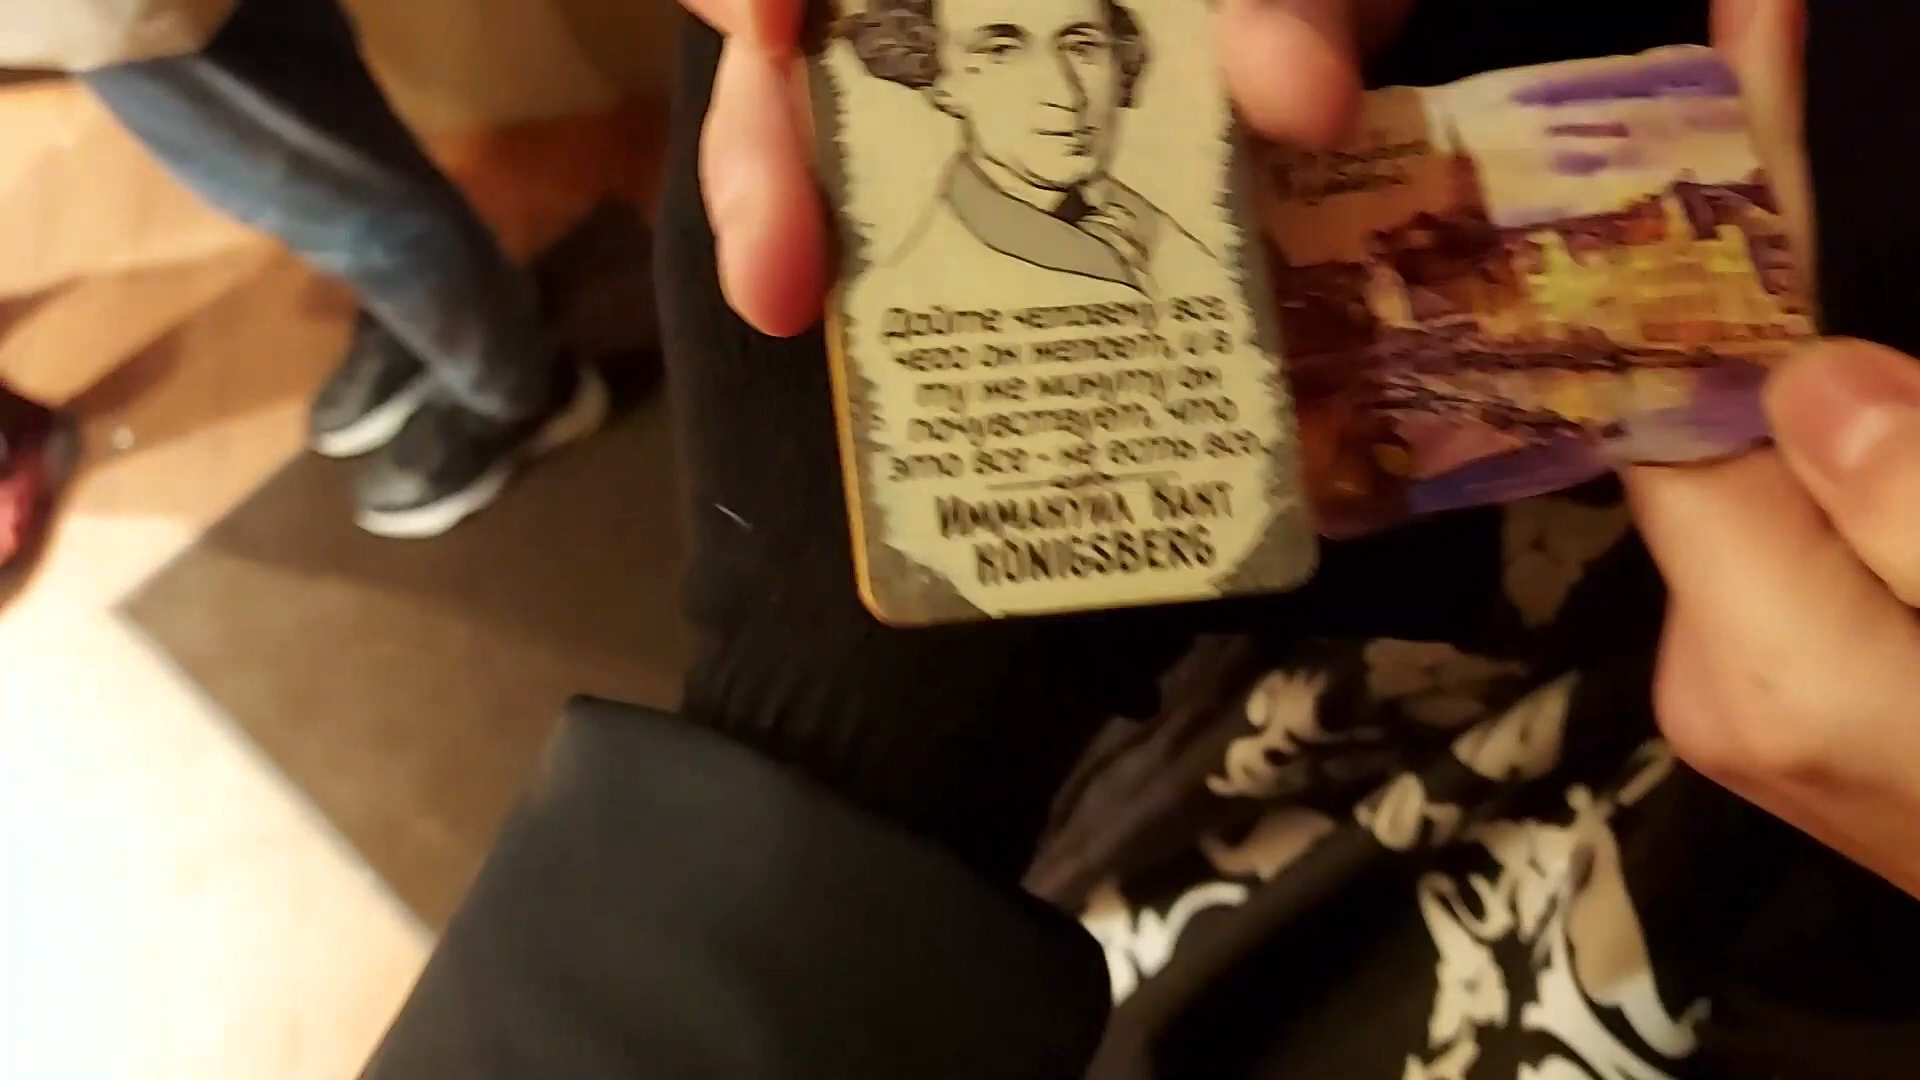 Дайте человеку все
чего он желает, и в
ту же минуту он
почувствует, что
это все - не есть все.
Иммануил Кант
KÖNIGSBERG